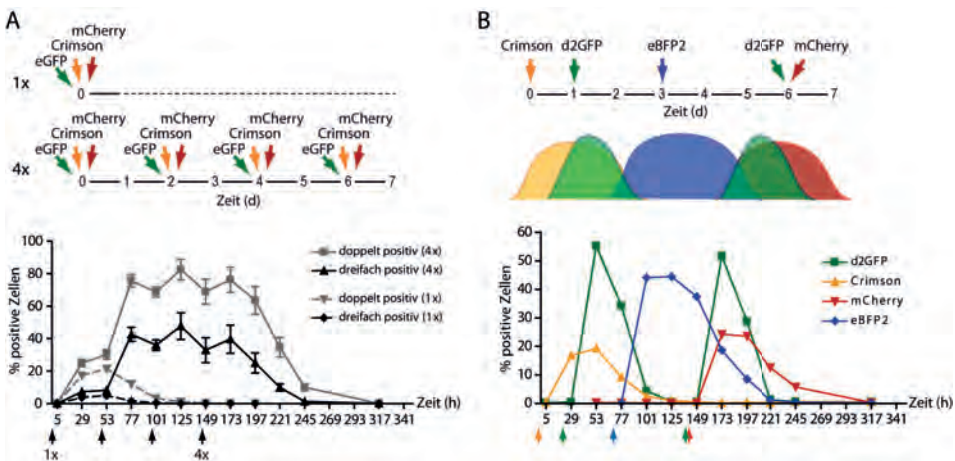 A
mCherry
Crimson
eGFP
1x
0
mCherry mCherry mCherry mCherry
Crimson Crimson Crimson Crimson
eGFP eGFP eGFP eGFP
4x
0 1 2 3 4 5 6 7
Zeit (d)
% positive Zellen
100
80
60
40
20
0
doppelt positiv (4x)
dreifach positiv (4x)
doppelt positiv (1x)
dreifach positiv (1x)
5 29 53 77 101 125 149 173 197 221 245 269 293 317 341
Zeit (h)
1x 4x
B
Crimson d2GFP eBFP2 d2GFP mCherry
0 1 2 3 4 5 6 7
Zeit (d)
% positive Zellen
60
50
40
30
20
10
0
d2GFP
Crimson
mCherry
eBFP2
5 29 53 77 101 125 149 173 197 221 245 269 293 317 341
Zeit (h)